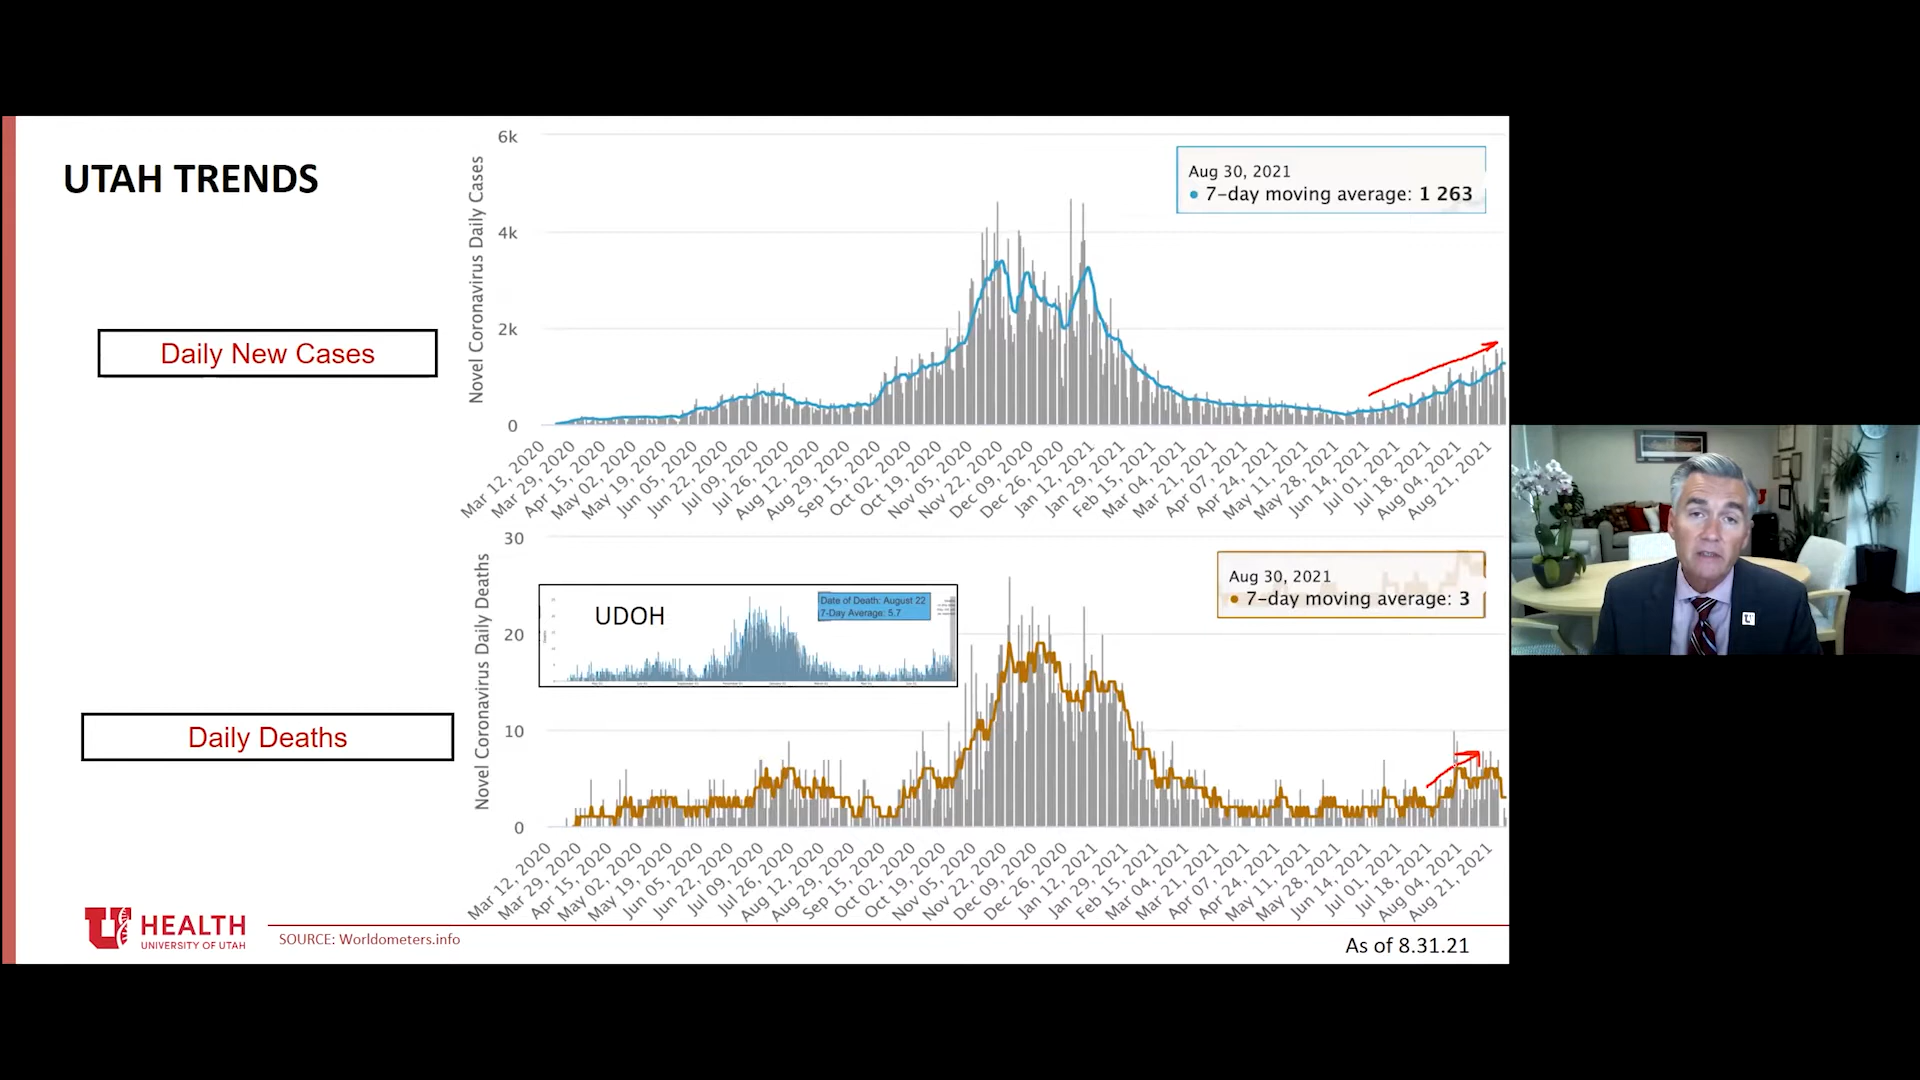 UTAH TRENDS
Daily New Cases
Novel Coronavirus Daily Cases
6k
4k
2k
0
Aug 30, 2021
7-day moving average: 1 263
Mar 12, 2020
Mar 29, 2020
Apr 15, 2020
May 02, 2020
May 19, 2020
Jun 05, 2020
Jun 22, 2020
Jul 09, 2020
Jul 26, 2020
Aug 12, 2020
Aug 29, 2020
Sep 15, 2020
Oct 02, 2020
Oct 19, 2020
Nov 05, 2020
Nov 22, 2020
Dec 09, 2020
Dec 26, 2020
Jan 12, 2021
Jan 29, 2021
Feb 15, 2021
Mar 04, 2021
Mar 21, 2021
Apr 07, 2021
Apr 24, 2021
May 11, 2021
May 28, 2021
Jun 14, 2021
Jul 01, 2021
Jul 18, 2021
Aug 04, 2021
Aug 21, 2021
Daily Deaths
Novel Coronavirus Daily Deaths
30
20
10
0
UDOH
Date of Death: August 22
7-Day Average: 5.7
Aug 30, 2021
7-day moving average: 3
Mar 12, 2020
Mar 29, 2020
Apr 15, 2020
May 02, 2020
May 19, 2020
Jun 05, 2020
Jun 22, 2020
Jul 09, 2020
Jul 26, 2020
Aug 12, 2020
Aug 29, 2020
Sep 15, 2020
Oct 02, 2020
Oct 19, 2020
Nov 05, 2020
Nov 22, 2020
Dec 09, 2020
Dec 26, 2020
Jan 12, 2021
Jan 29, 2021
Feb 15, 2021
Mar 04, 2021
Mar 21, 2021
Apr 07, 2021
Apr 24, 2021
May 11, 2021
May 28, 2021
Jun 14, 2021
Jul 01, 2021
Jul 18, 2021
Aug 04, 2021
Aug 21, 2021
U HEALTH
UNIVERSITY OF UTAH
SOURCE: Worldometers.info
As of 8.31.21
U